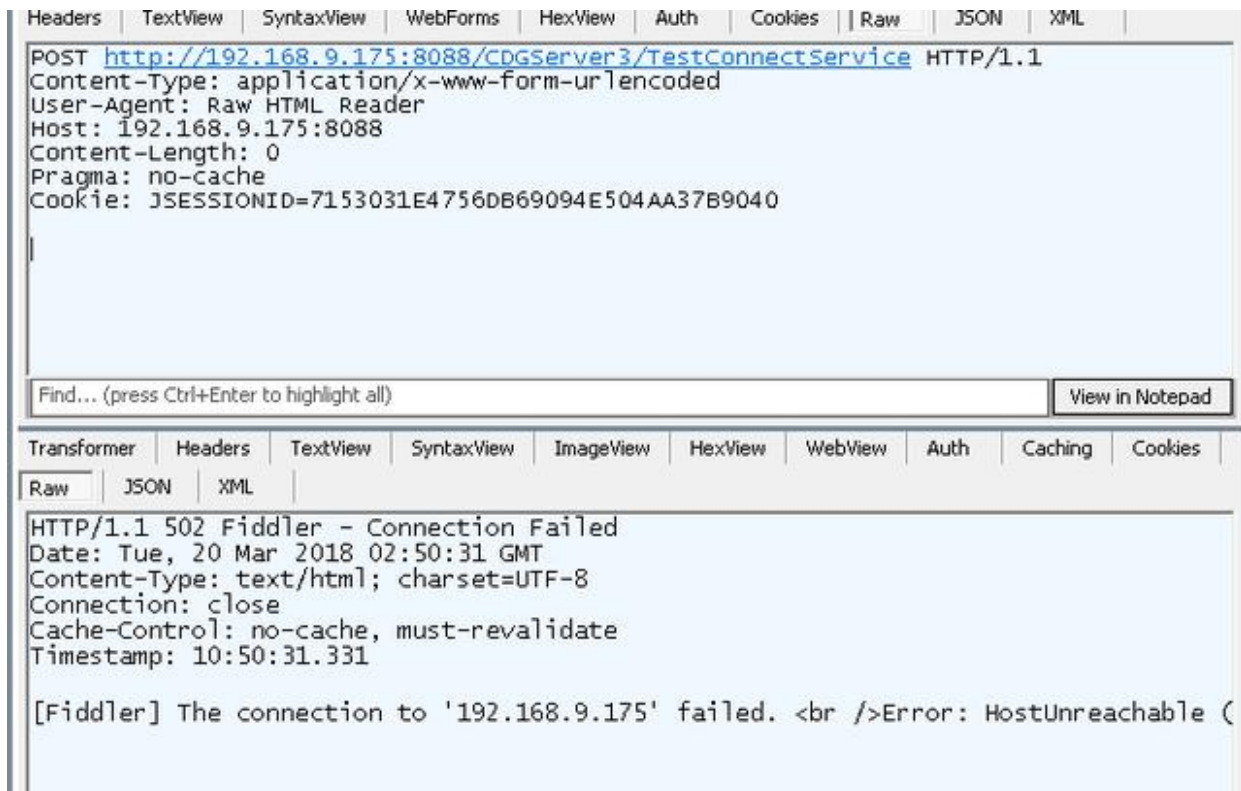 Headers TextView SyntaxView WebForms HexView Auth Cookies Raw JSON XML
POST http://192.168.9.175:8088/CDGServer3/TestConnectService HTTP/1.1
Content-Type: application/x-www-form-urlencoded
User-Agent: Raw HTML Reader
Host: 192.168.9.175:8088
Content-Length: 0
Pragma: no-cache
Cookie: JSESSIONID=7153031E4756DB69094E504AA37B9040
Find... (press Ctrl+Enter to highlight all) View in Notepad
Transformer Headers TextView SyntaxView ImageView HexView WebView Auth Caching Cookies
Raw JSON XML
HTTP/1.1 502 Fiddler - Connection Failed
Date: Tue, 20 Mar 2018 02:50:31 GMT
Content-Type: text/html; charset=UTF-8
Connection: close
Cache-Control: no-cache, must-revalidate
Timestamp: 10:50:31.331
[Fiddler] The connection to '192.168.9.175' failed. <br />Error: HostUnreachable (